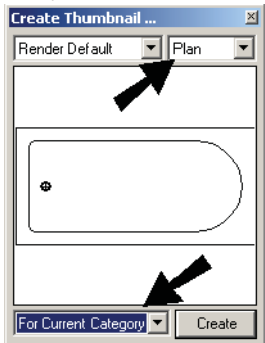 Create Thumbnail ...
Render Default Plan
For Current Category Create